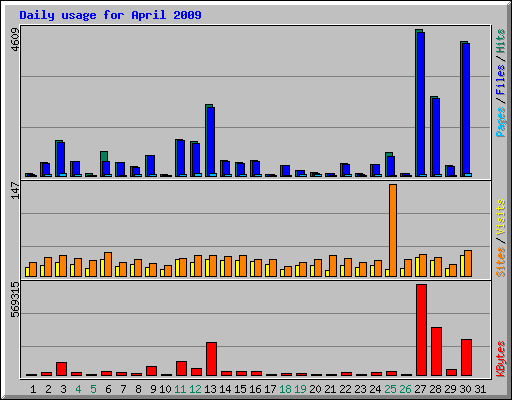 Daily usage for April 2009
4609
Pages / Files / Hits
147
Sites / Visits
569315
KBytes
1 2 3 4 5 6 7 8 9 10 11 12 13 14 15 16 17 18 19 20 21 22 23 24 25 26 27 28 29 30 31